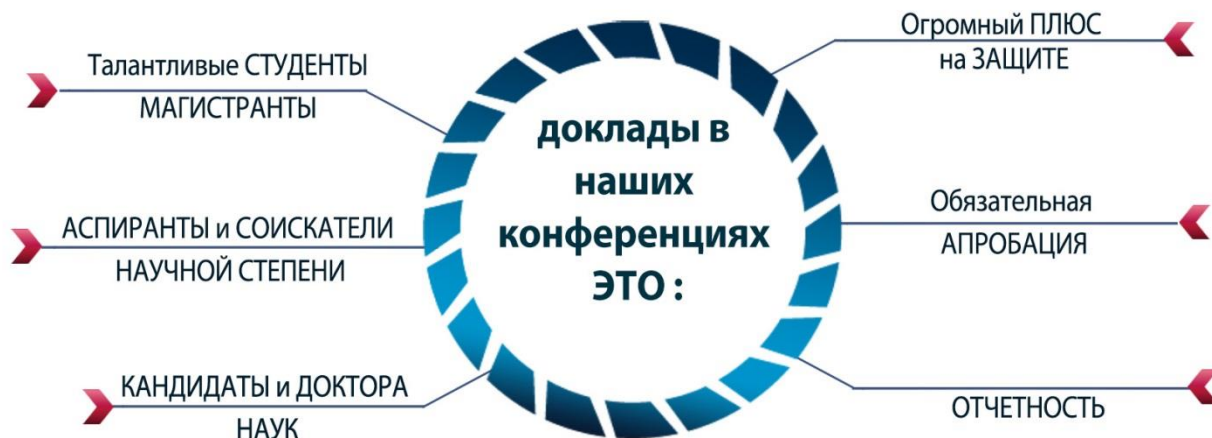 Талантливые СТУДЕНТЫ
МАГИСТРАНТЫ
АСПИРАНТЫ и СОИСКАТЕЛИ
НАУЧНОЙ СТЕПЕНИ
КАНДИДАТЫ и ДОКТОРА
НАУК
доклады в
наших
конференциях
ЭТО :
Огромный ПЛЮС
на ЗАЩИТЕ
Обязательная
АПРОБАЦИЯ
ОТЧЕТНОСТЬ